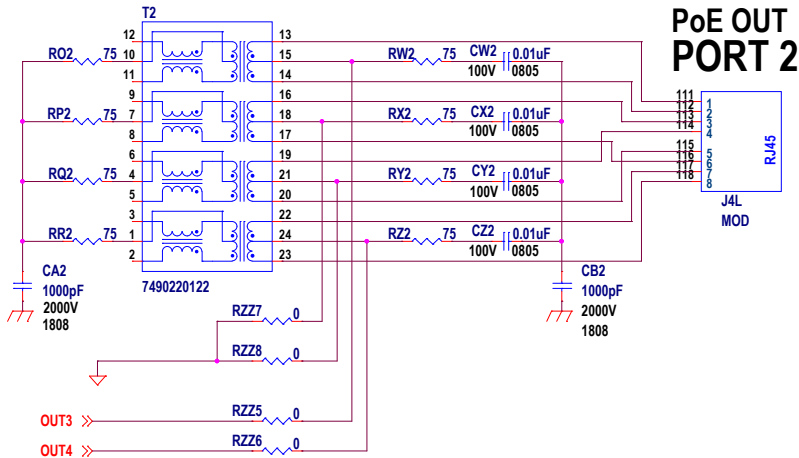 T2
PoE OUT
PORT 2
12
13
RO2 75
10
15
RW2 75
CW2 0.01uF
100V 0805
11
14
9
16
RP2 75
7
18
RX2 75
CX2 0.01uF
100V 0805
8
17
6
19
RQ2 75
4
21
RY2 75
CY2 0.01uF
100V 0805
5
20
3
22
RR2 75
1
24
RZ2 75
CZ2 0.01uF
100V 0805
2
23
111
112
113
114
115
116
117
118
1
2
3
4
5
6
7
8
RJ45
J4L
MOD
CA2
1000pF
2000V
1808
7490220122
CB2
1000pF
2000V
1808
RZZ7 0
RZZ8 0
OUT3
RZZ5 0
OUT4
RZZ6 0